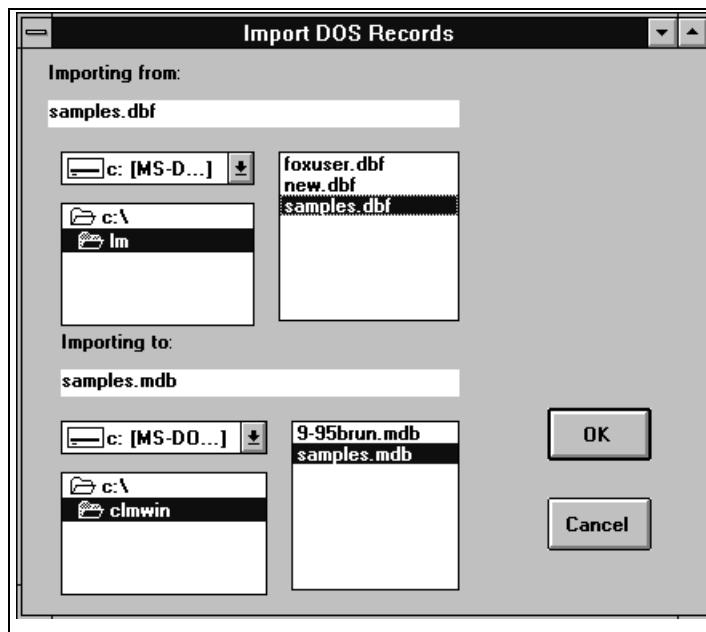 Import DOS Records
Importing from:
samples.dbf
c: [MS-D...]
foxuser.dbf
new.dbf
samples.dbf
c:\
lm
Importing to:
samples.mdb
c: [MS-DO...]
9-95brun.mdb
samples.mdb
c:\
clmwin
OK
Cancel